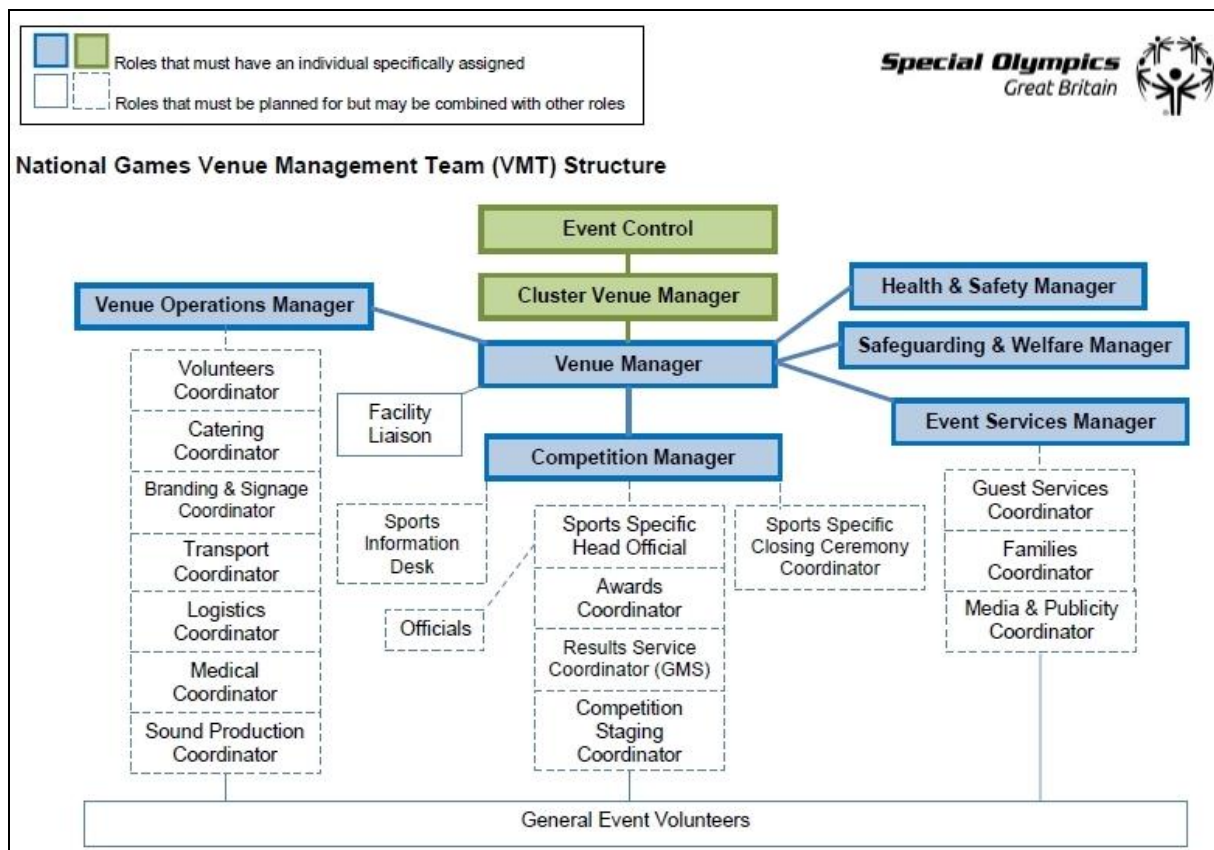 Roles that must have an individual specifically assigned
Roles that must be planned for but may be combined with other roles
Special Olympics
Great Britain
National Games Venue Management Team (VMT) Structure
Event Control
Cluster Venue Manager
Venue Operations Manager
Health & Safety Manager
Safeguarding & Welfare Manager
Venue Manager
Event Services Manager
Facility
Liaison
Competition Manager
Volunteers
Coordinator
Catering
Coordinator
Branding & Signage
Coordinator
Transport
Coordinator
Logistics
Coordinator
Medical
Coordinator
Sound Production
Coordinator
Sports
Information
Desk
Officials
Sports Specific
Head Official
Awards
Coordinator
Results Service
Coordinator (GMS)
Competition
Staging
Coordinator
Sports Specific
Closing Ceremony
Coordinator
Guest Services
Coordinator
Families
Coordinator
Media & Publicity
Coordinator
General Event Volunteers